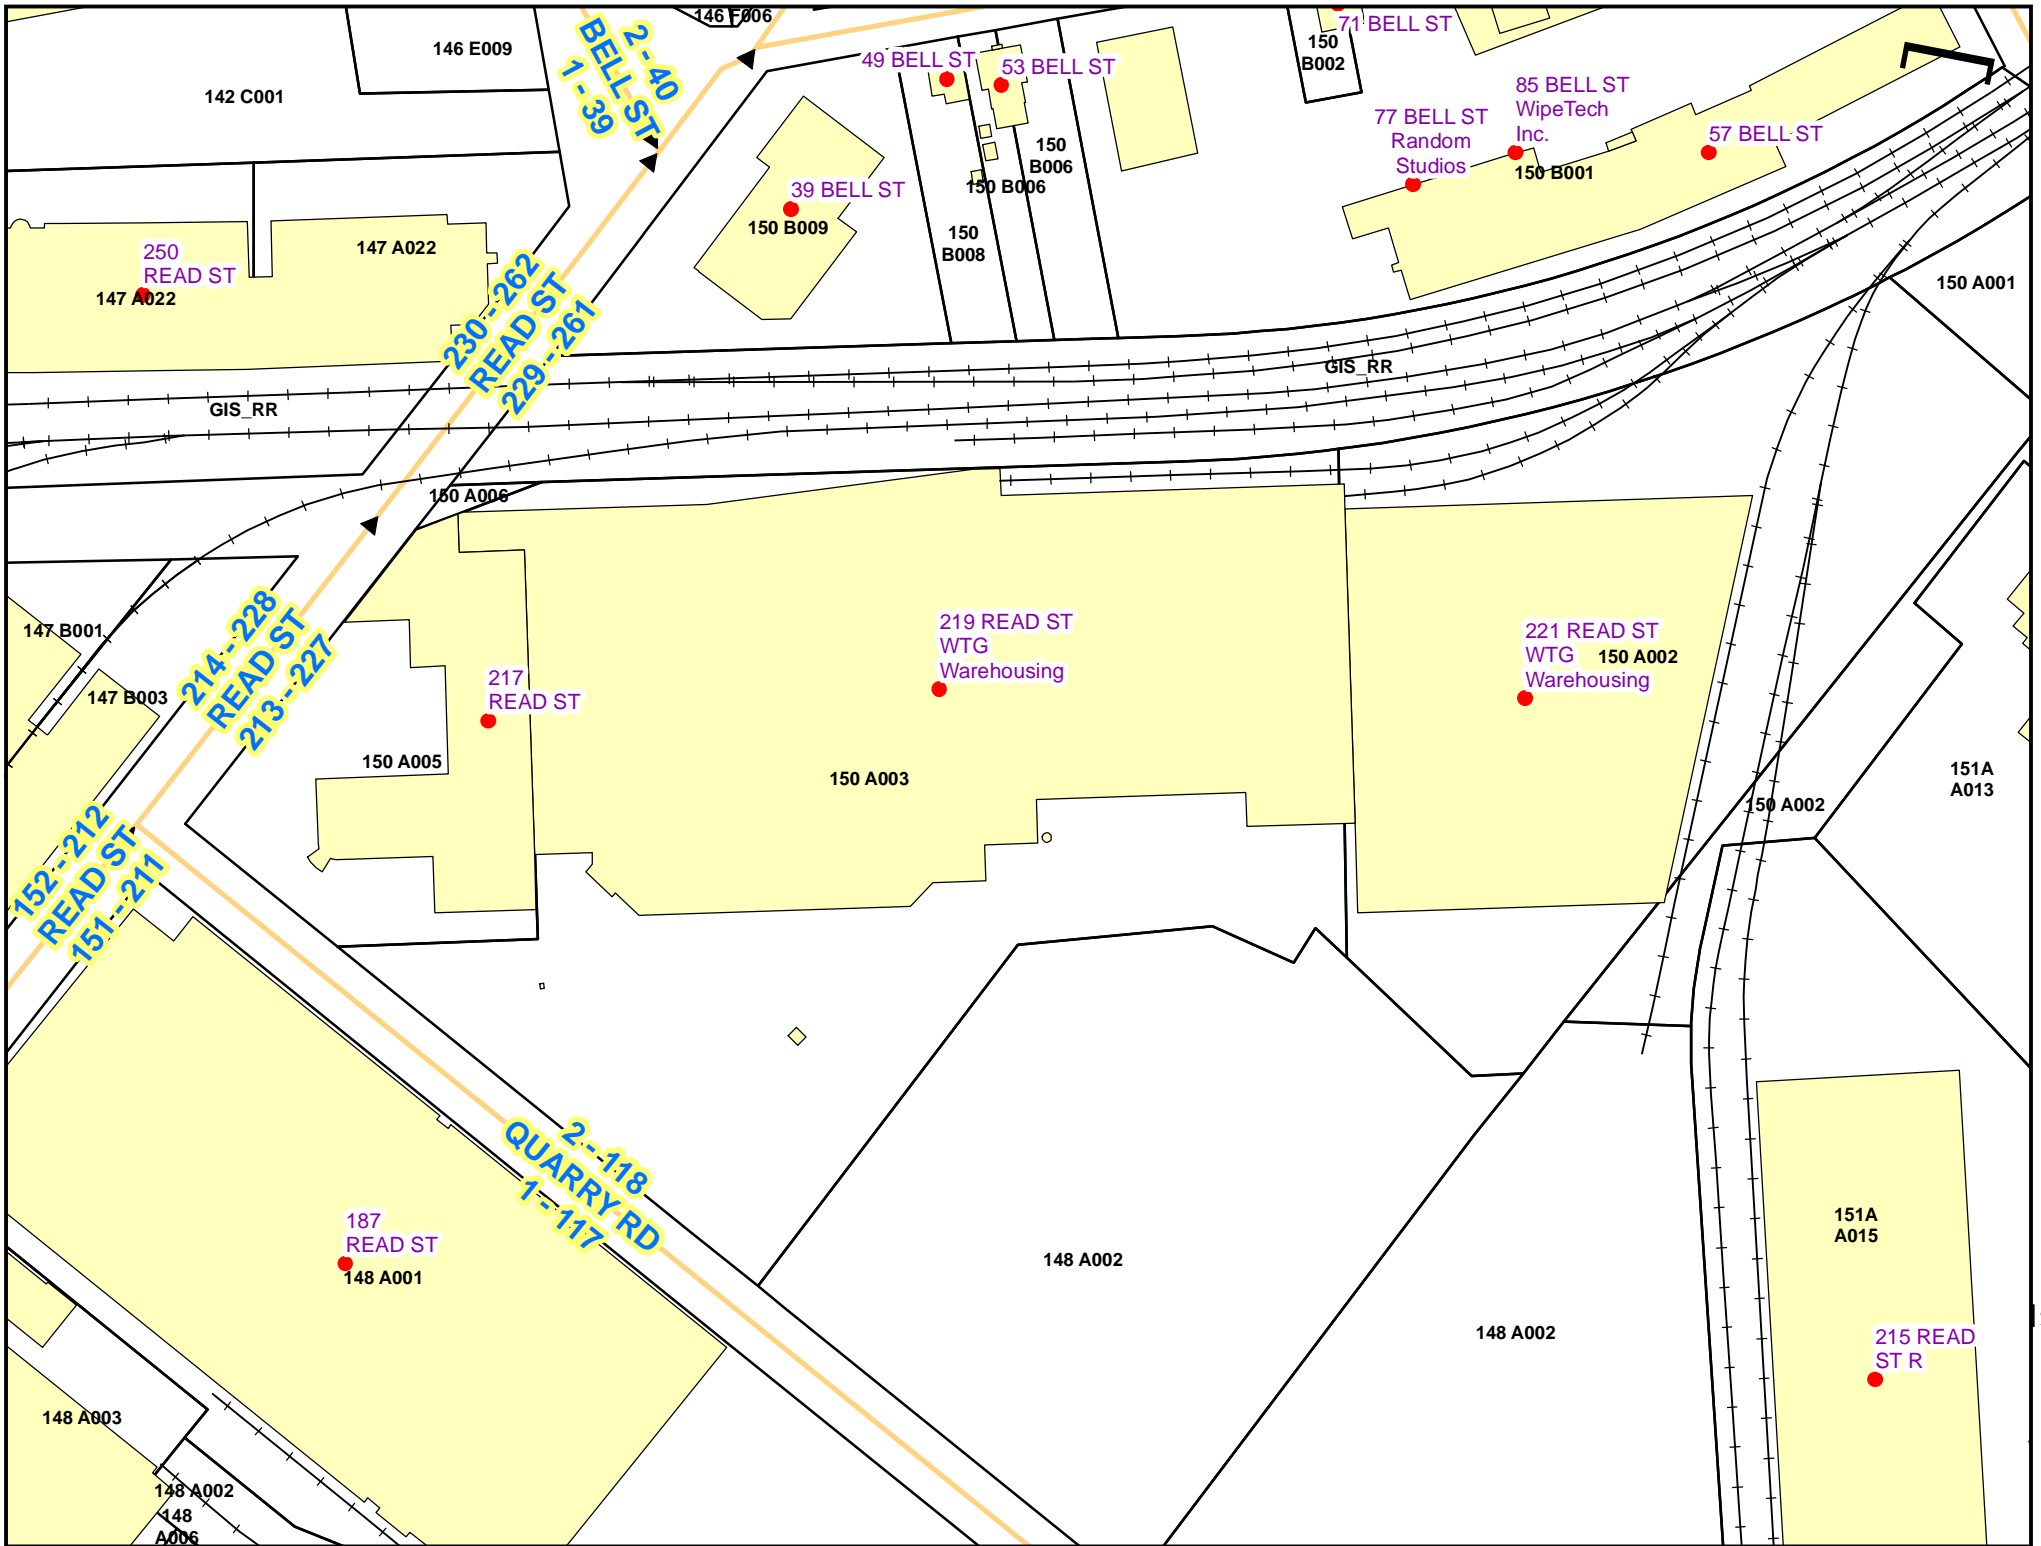 146 F006
2 - 40
BELL ST
1 - 39
146 E009
142 C001
49 BELL ST
53 BELL ST
71 BELL ST
150
B002
85 BELL ST
WipeTech
Inc.
77 BELL ST
Random
Studios
57 BELL ST
150 B001
150
B006
150 B006
39 BELL ST
150 B009
150
B008
147 A022
250
READ ST
147 A022
230 - 262
READ ST
229 - 261
150 A001
GIS_RR
GIS_RR
150 A006
147 B001
147 B003
214 - 228
READ ST
213 - 227
217
READ ST
150 A005
219 READ ST
WTG
Warehousing
150 A003
221 READ ST
WTG
Warehousing
150 A002
150 A002
151A
A013
152 - 212
READ ST
151 - 211
2 - 118
QUARRY RD
1 - 117
187
READ ST
148 A001
148 A002
148 A002
151A
A015
215 READ
ST R
148 A003
148 A002
148
A006